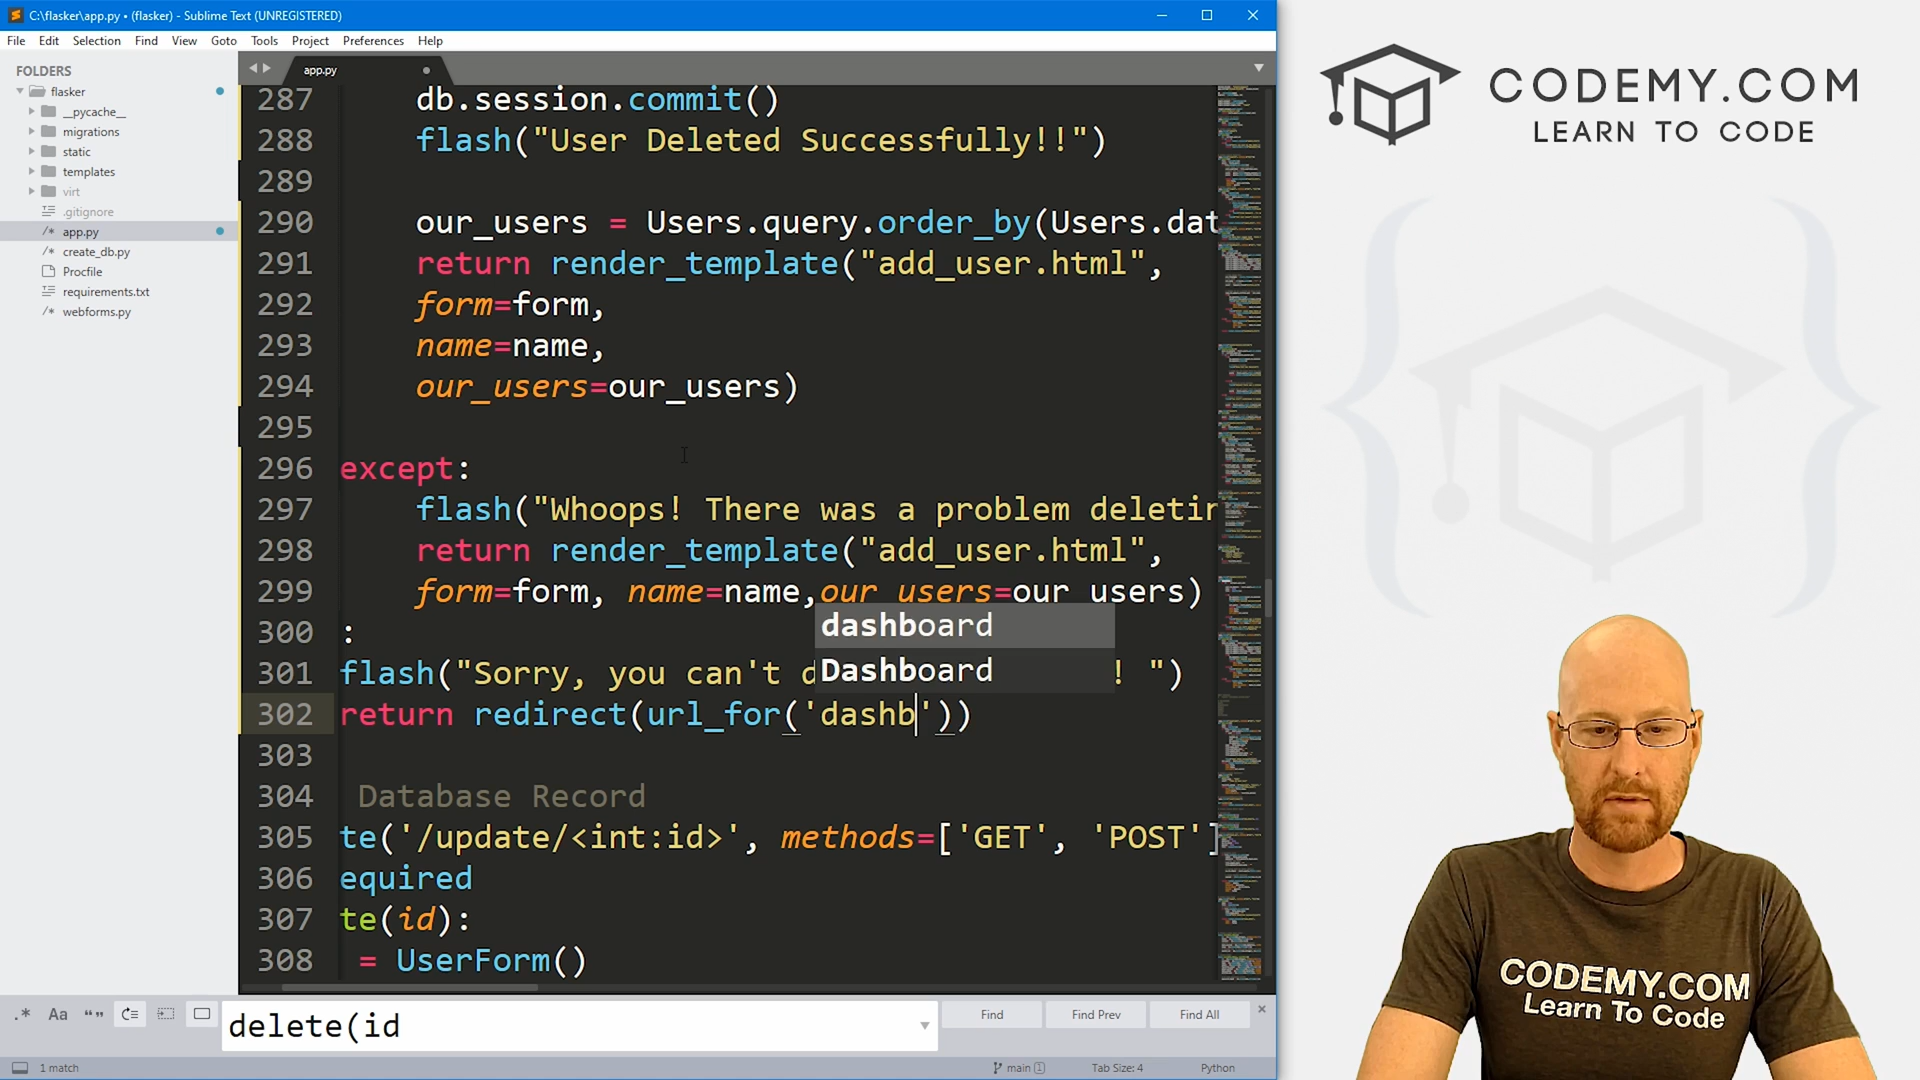 C:\flasker\app.py • (flasker) - Sublime Text (UNREGISTERED)
File Edit Selection Find View Goto Tools Project Preferences Help
FOLDERS
flasker
__pycache__
migrations
static
templates
virt
.gitignore
app.py
create_db.py
Procfile
requirements.txt
webforms.py
app.py
287 db.session.commit()
288 flash("User Deleted Successfully!!")
289
290 our_users = Users.query.order_by(Users.dat
291 return render_template("add_user.html",
292 form=form,
293 name=name,
294 our_users=our_users)
295
296 except:
297 flash("Whoops! There was a problem deletin
298 return render_template("add_user.html",
299 form=form, name=name,our_users=our_users)
300 :
301 flash("Sorry, you can't d ! ")
302 return redirect(url_for('dashb'))
303
304 Database Record
305 te('/update/<int:id>', methods=['GET', 'POST']
306 equired
307 te(id):
308 = UserForm()
dashboard
Dashboard
delete(id
Find
Find Prev
Find All
1 match
main 1
Tab Size: 4
Python
CODEMY.COM
LEARN TO CODE
CODEMY.COM
Learn To Code